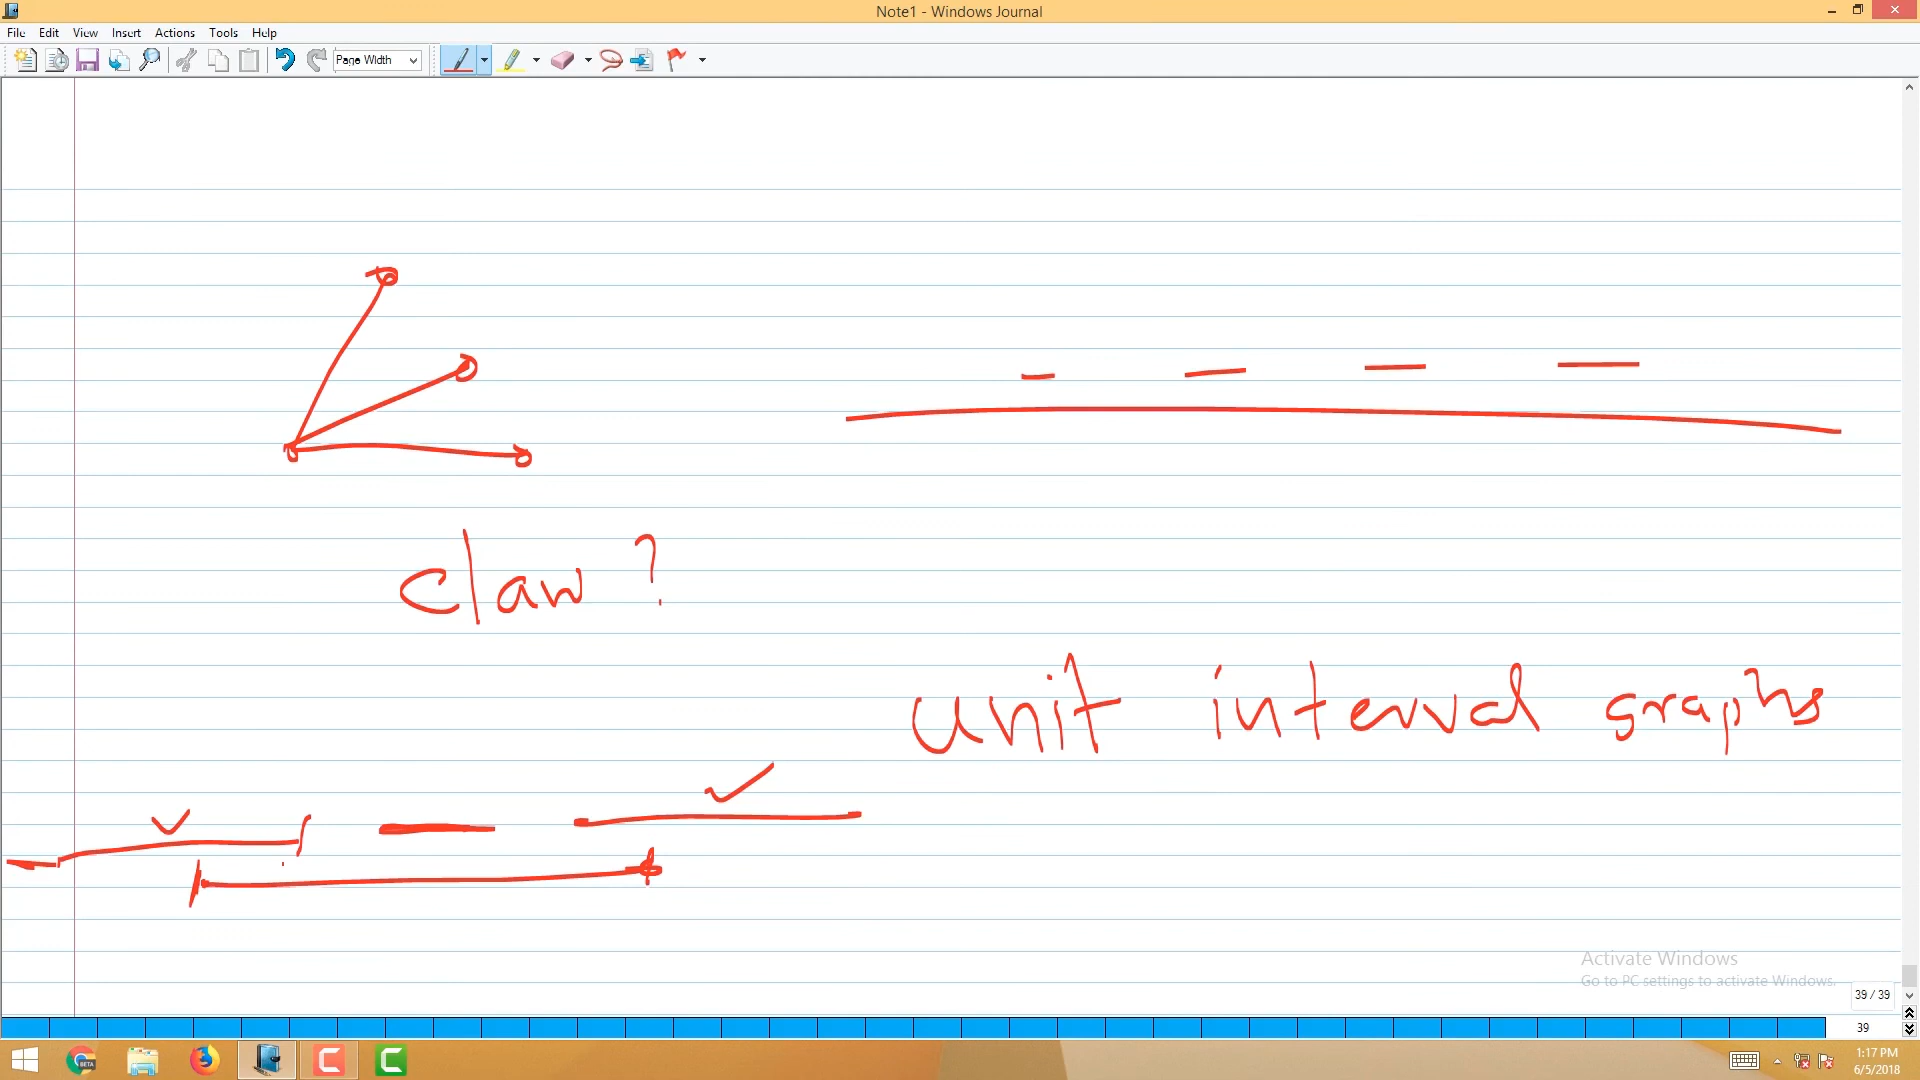 Note1 - Windows Journal
File Edit View Insert Actions Tools Help
Page Width
claw ?
unit interval graphs
Activate Windows
Go to PC settings to activate Windows.
39 / 39
39
BETA
1:17 PM
6/5/2018